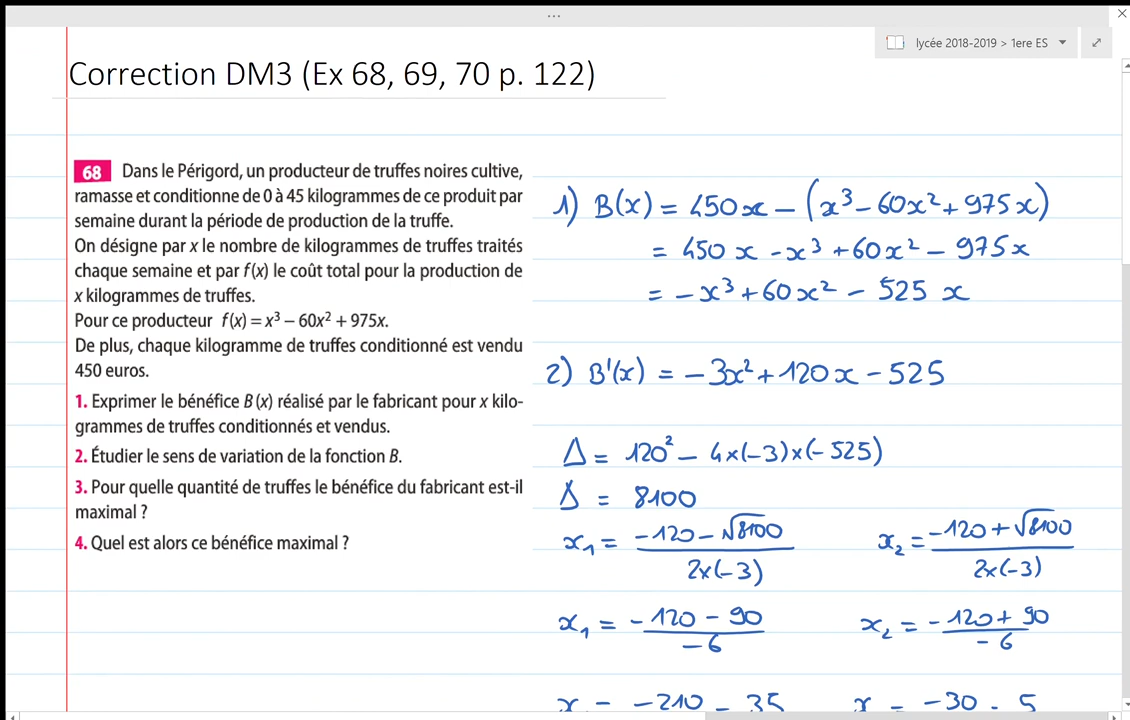 lycée 2018-2019 > 1ere ES
Correction DM3 (Ex 68, 69, 70 p. 122)
68 Dans le Périgord, un producteur de truffes noires cultive,
ramasse et conditionne de 0 à 45 kilogrammes de ce produit par
semaine durant la période de production de la truffe.
On désigne par x le nombre de kilogrammes de truffes traités
chaque semaine et par f(x) le coût total pour la production de
x kilogrammes de truffes.
Pour ce producteur f(x) = x³ − 60x² + 975x.
De plus, chaque kilogramme de truffes conditionné est vendu
450 euros.
1. Exprimer le bénéfice B(x) réalisé par le fabricant pour x kilo-
grammes de truffes conditionnés et vendus.
2. Étudier le sens de variation de la fonction B.
3. Pour quelle quantité de truffes le bénéfice du fabricant est-il
maximal ?
4. Quel est alors ce bénéfice maximal ?
1) B(x) = 450x − (x³ − 60x² + 975x)
= 450x − x³ + 60x² − 975x
= −x³ + 60x² − 525x
2) B'(x) = −3x² + 120x − 525
Δ = 120² − 4×(−3)×(−525)
Δ = 8100
x₁ = (−120 − √8100) / (2×(−3))
x₂ = (−120 + √8100) / (2×(−3))
x₁ = (−120 − 90) / (−6)
x₂ = (−120 + 90) / (−6)
x = −210 = 35
x = −30 = 5